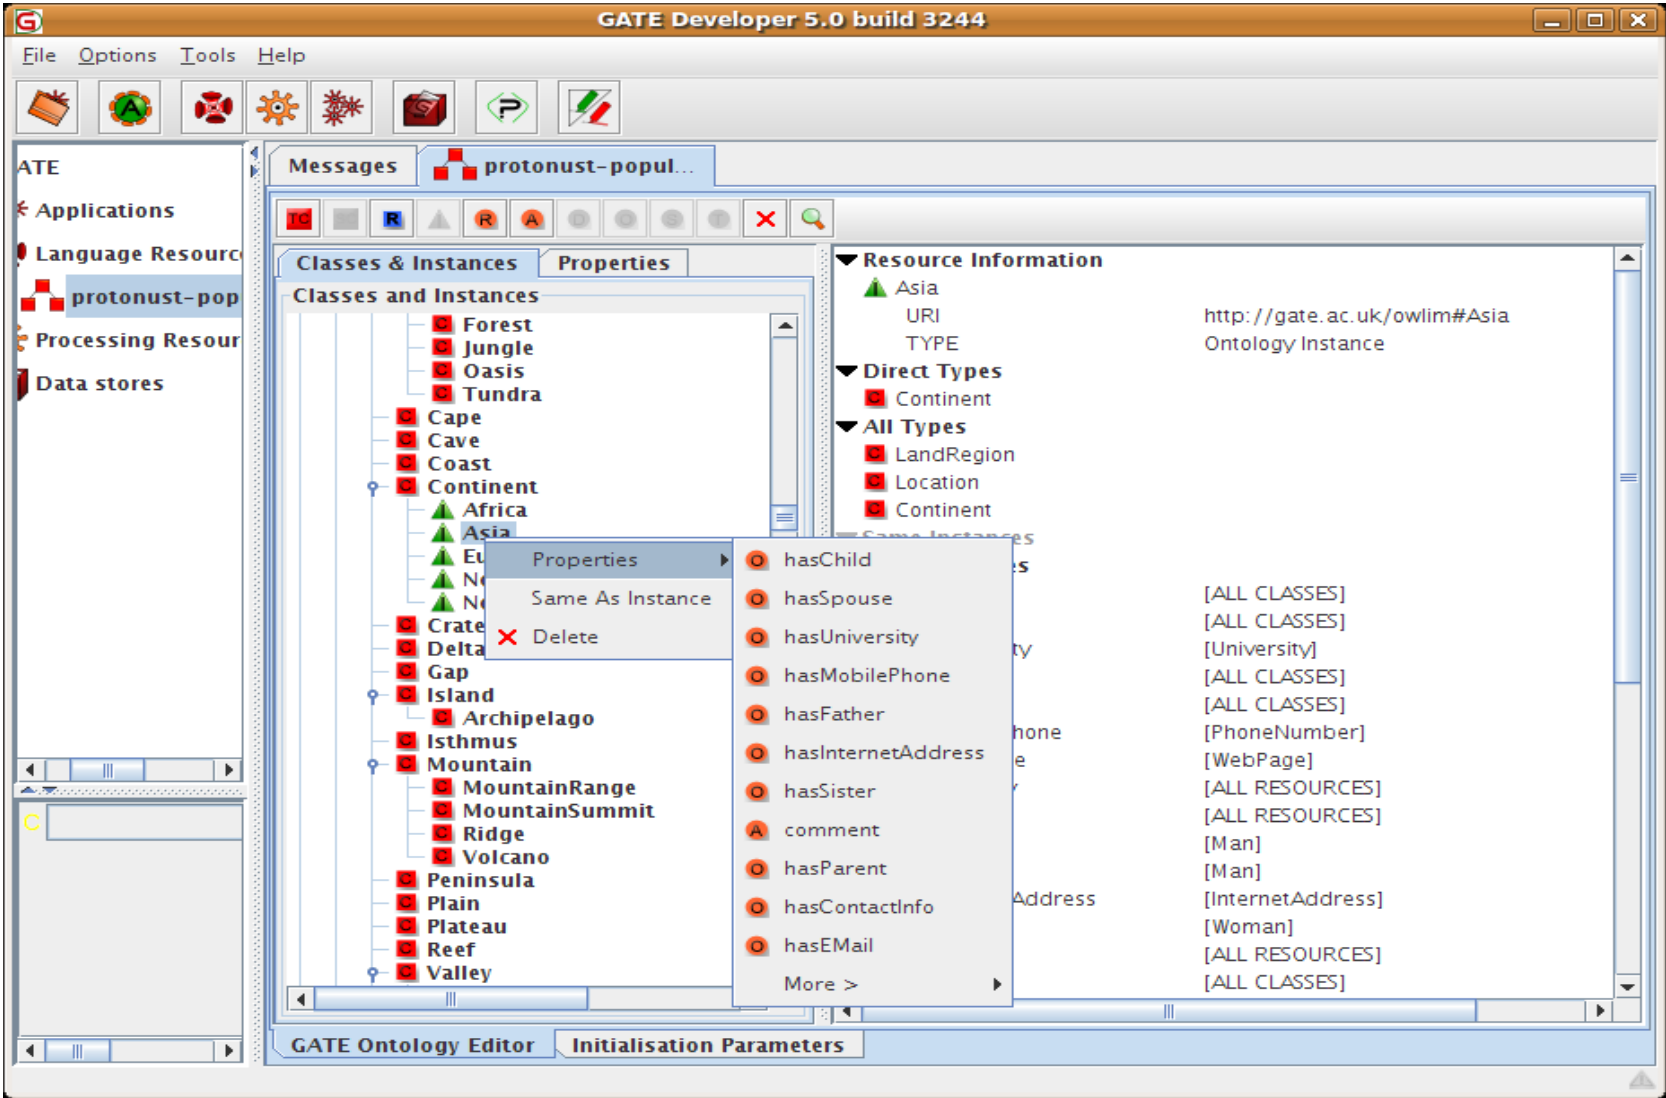 GATE Developer 5.0 build 3244
File Options Tools Help
ATE
Applications
Language Resourc
protonust-pop
Processing Resour
Data stores
Messages
protonust-popul...
TC
R
R
A
Classes & Instances
Properties
Classes and Instances
Forest
Jungle
Oasis
Tundra
Cape
Cave
Coast
Continent
Africa
Asia
Eu
Crate
Delta
Gap
Island
Archipelago
Isthmus
Mountain
MountainRange
MountainSummit
Ridge
Volcano
Peninsula
Plain
Plateau
Reef
Valley
Properties
Same As Instance
Delete
hasChild
hasSpouse
hasUniversity
hasMobilePhone
hasFather
hasInternetAddress
hasSister
comment
hasParent
hasContactInfo
hasEMail
More >
Resource Information
Asia
URI http://gate.ac.uk/owlim#Asia
TYPE Ontology Instance
Direct Types
Continent
All Types
LandRegion
Location
Continent
Same Instances
es
[ALL CLASSES]
[ALL CLASSES]
ty [University]
[ALL CLASSES]
[ALL CLASSES]
hone [PhoneNumber]
e [WebPage]
[ALL RESOURCES]
[ALL RESOURCES]
[Man]
[Man]
Address [InternetAddress]
[Woman]
[ALL RESOURCES]
[ALL CLASSES]
GATE Ontology Editor
Initialisation Parameters